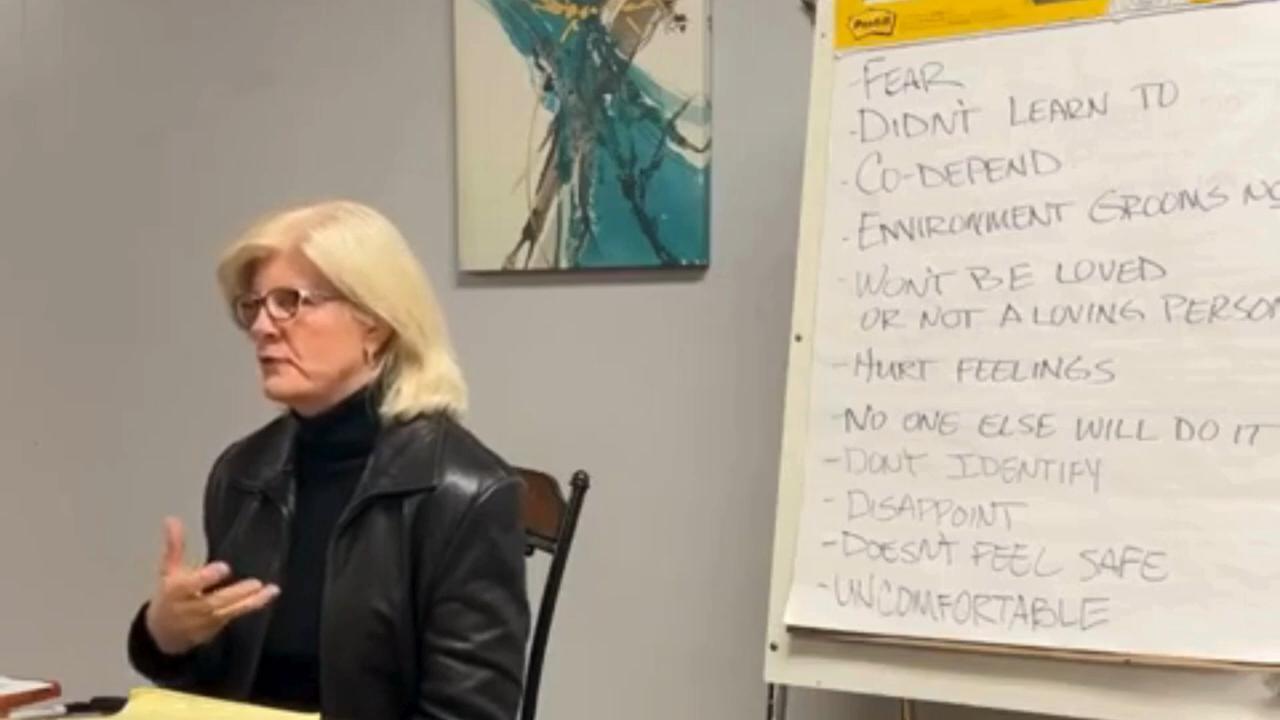 Post-it
-FEAR
-DIDN'T LEARN TO
-CO-DEPEND
-ENVIRONMENT GROOMS
-WON'T BE LOVED
OR NOT A LOVING PERSON
-HURT FEELINGS
-NO ONE ELSE WILL DO IT
-DON'T IDENTIFY
-DISAPPOINT
-DOESN'T FEEL SAFE
-UNCOMFORTABLE